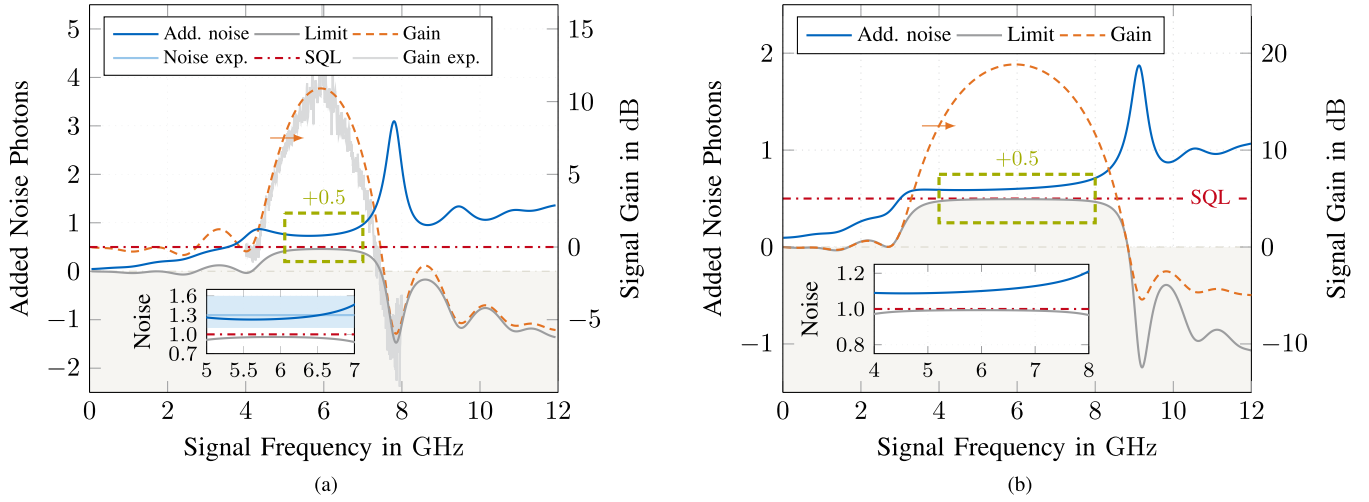 Add. noise Limit Gain
Noise exp. SQL Gain exp.
Added Noise Photons
4
3
2
1
0
−1
−2
15
10
5
0
−5
Signal Gain in dB
+0.5
Noise
1.6
1.3
1.0
0.7
5 5.5 6 6.5 7
0 2 4 6 8 10 12
Signal Frequency in GHz
(a)
Add. noise Limit Gain
Added Noise Photons
2
1
0
−1
20
10
0
−10
Signal Gain in dB
+0.5
SQL
Noise
1.2
1.0
0.8
4 5 6 7 8
0 2 4 6 8 10 12
Signal Frequency in GHz
(b)